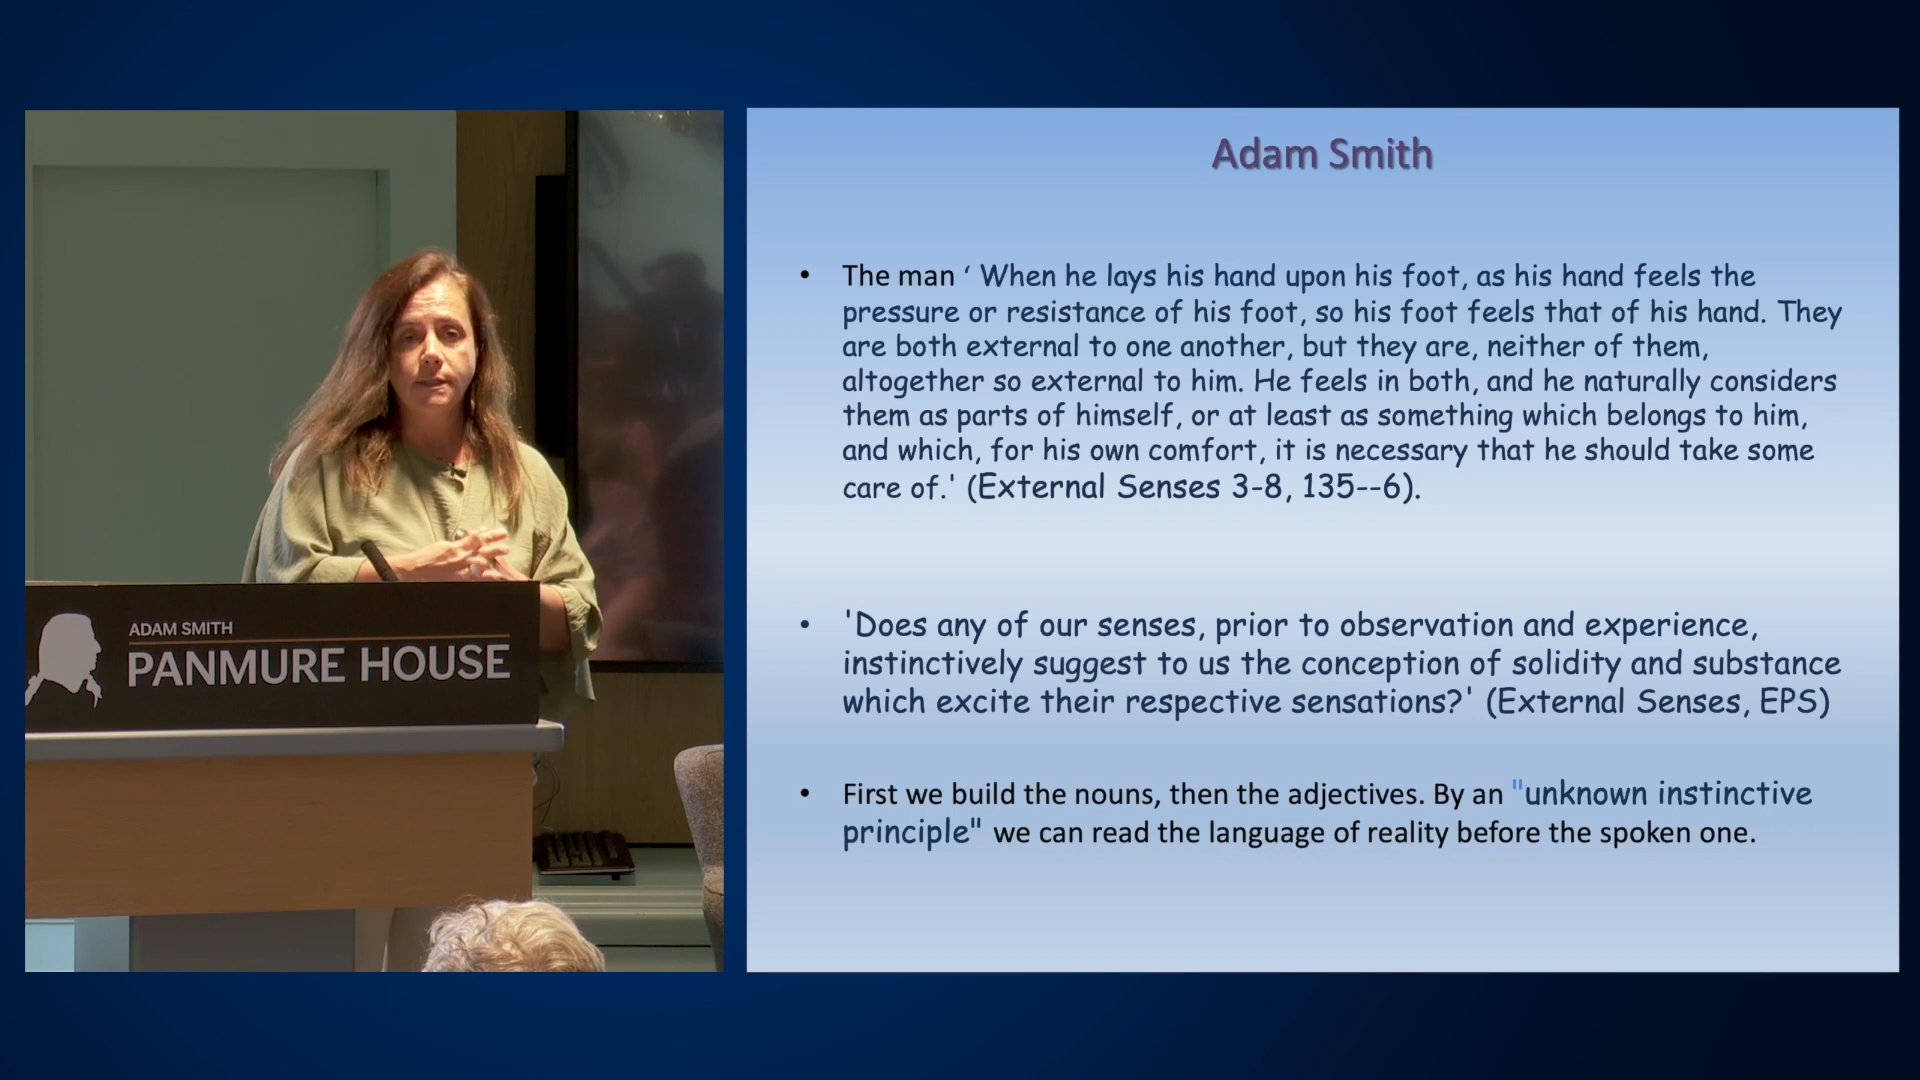 Adam Smith
• The man ‘ When he lays his hand upon his foot, as his hand feels the
pressure or resistance of his foot, so his foot feels that of his hand. They
are both external to one another, but they are, neither of them,
altogether so external to him. He feels in both, and he naturally considers
them as parts of himself, or at least as something which belongs to him,
and which, for his own comfort, it is necessary that he should take some
care of.' (External Senses 3-8, 135--6).
• 'Does any of our senses, prior to observation and experience,
instinctively suggest to us the conception of solidity and substance
which excite their respective sensations?' (External Senses, EPS)
• First we build the nouns, then the adjectives. By an "unknown instinctive
principle" we can read the language of reality before the spoken one.
ADAM SMITH
PANMURE HOUSE